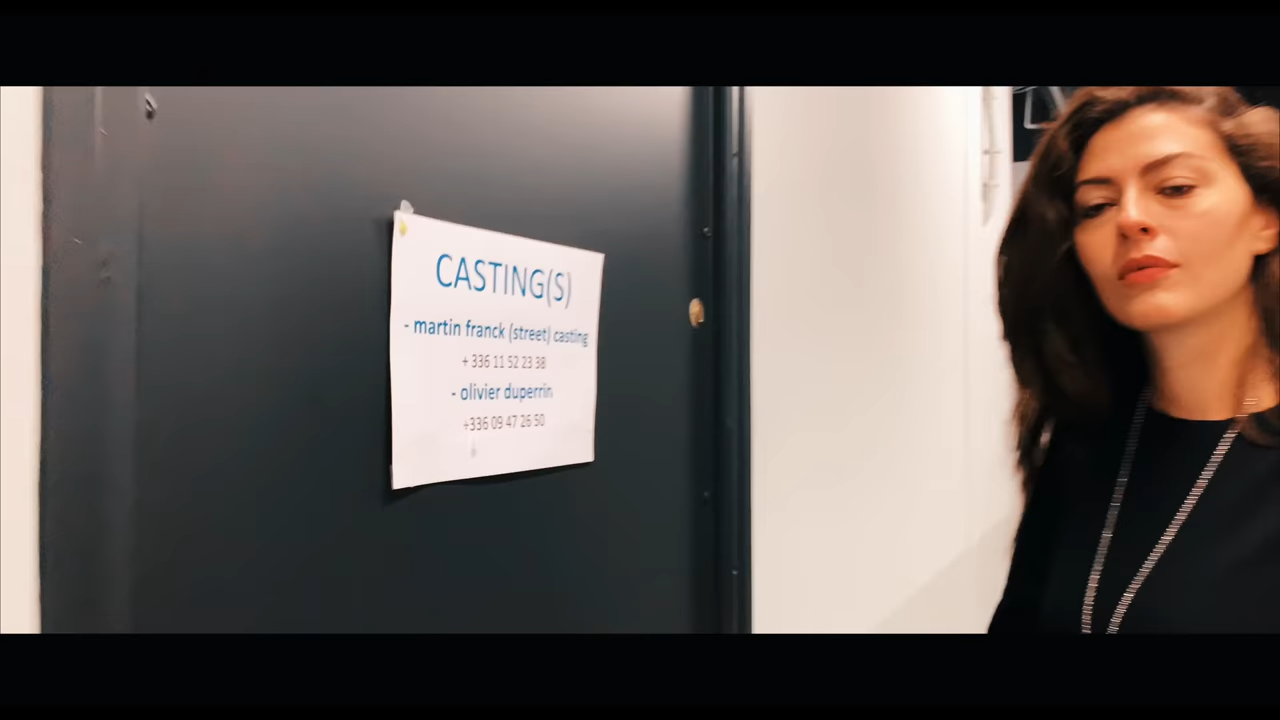 CASTING(S)
- martin franck (street) casting
+ 336 11 52 23 38
- olivier duperrin
+336 09 47 26 50